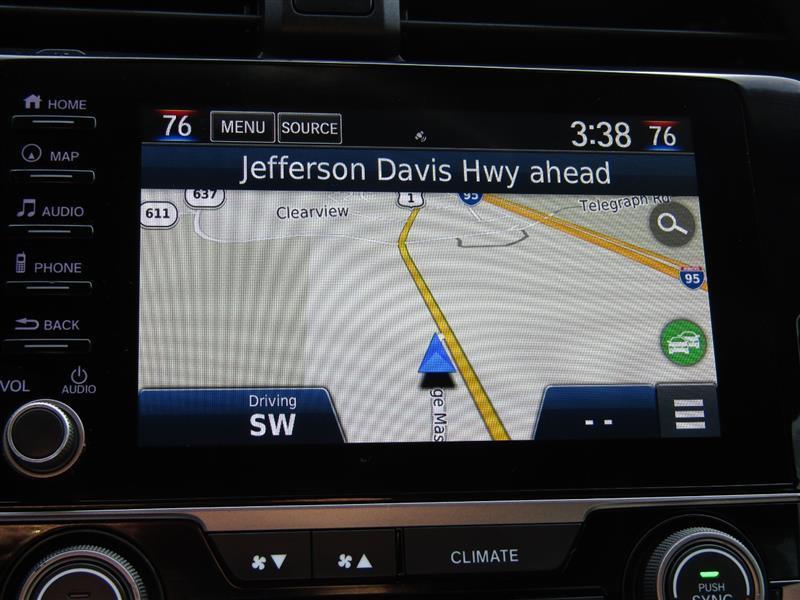 HOME
MAP
AUDIO
PHONE
BACK
VOL AUDIO
76 MENU SOURCE 3:38 76
Jefferson Davis Hwy ahead
637 1 95
611 Clearview Telegraph Rd
95
Driving
SW
--
CLIMATE
PUSH
SYNC